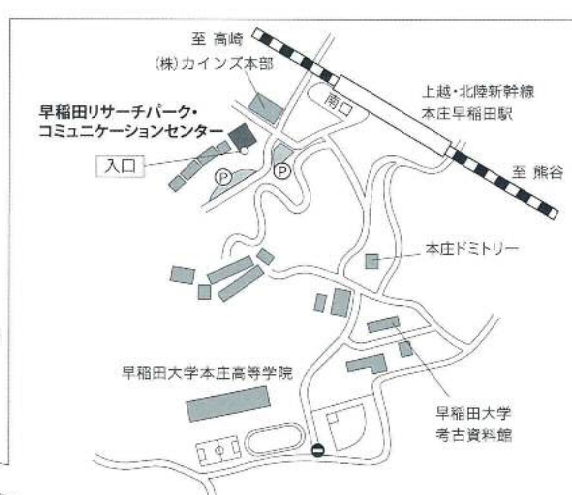 至 高崎
(株)カインズ本部
南口
上越・北陸新幹線
本庄早稲田駅
早稲田リサーチパーク・
コミュニケーションセンター
入口
P
P
至 熊谷
本庄ドミトリー
早稲田大学本庄高等学院
早稲田大学
考古資料館